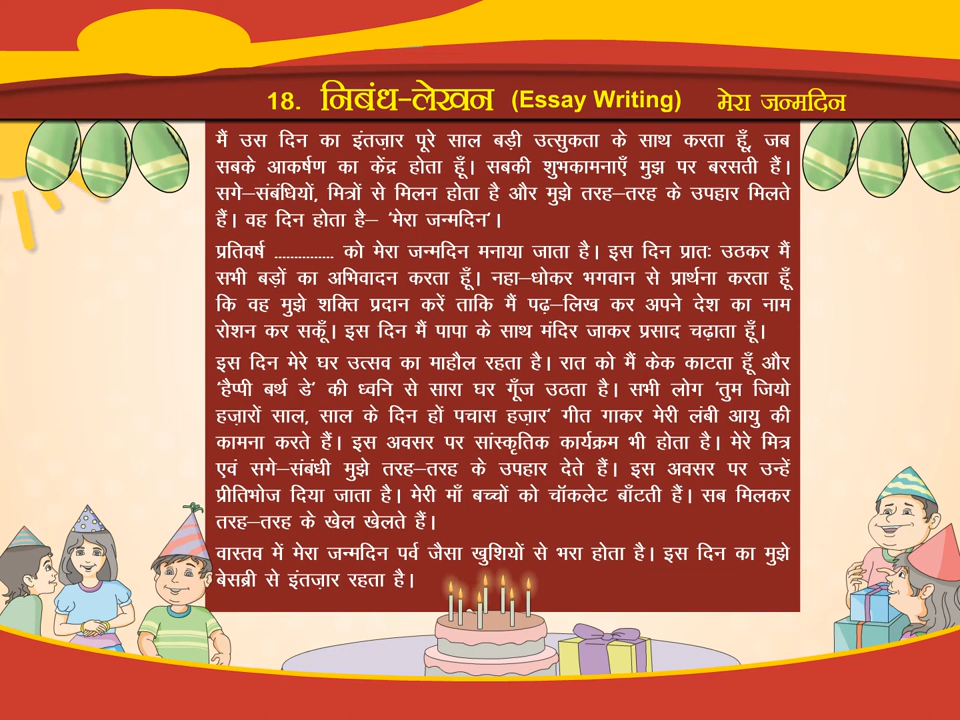 18. निबंध-लेखन (Essay Writing) मेरा जन्मदिन
मैं उस दिन का इंतज़ार पूरे साल बड़ी उत्सुकता के साथ करता हूँ, जब
सबके आकर्षण का केंद्र होता हूँ। सबकी शुभकामनाएँ मुझ पर बरसती हैं।
सगे–संबंधियों, मित्रों से मिलन होता है और मुझे तरह–तरह के उपहार मिलते
हैं। वह दिन होता है– ‘मेरा जन्मदिन’।
प्रतिवर्ष ............... को मेरा जन्मदिन मनाया जाता है। इस दिन प्रातः उठकर मैं
सभी बड़ों का अभिवादन करता हूँ। नहा–धोकर भगवान से प्रार्थना करता हूँ
कि वह मुझे शक्ति प्रदान करें ताकि मैं पढ़–लिख कर अपने देश का नाम
रोशन कर सकूँ। इस दिन मैं पापा के साथ मंदिर जाकर प्रसाद चढ़ाता हूँ।
इस दिन मेरे घर उत्सव का माहौल रहता है। रात को मैं केक काटता हूँ और
‘हैप्पी बर्थ डे’ की ध्वनि से सारा घर गूँज उठता है। सभी लोग ‘तुम जियो
हज़ारों साल, साल के दिन हों पचास हज़ार’ गीत गाकर मेरी लंबी आयु की
कामना करते हैं। इस अवसर पर सांस्कृतिक कार्यक्रम भी होता है। मेरे मित्र
एवं सगे–संबंधी मुझे तरह–तरह के उपहार देते हैं। इस अवसर पर उन्हें
प्रीतिभोज दिया जाता है। मेरी माँ बच्चों को चॉकलेट बाँटती हैं। सब मिलकर
तरह–तरह के खेल खेलते हैं।
वास्तव में मेरा जन्मदिन पर्व जैसा खुशियों से भरा होता है। इस दिन का मुझे
बेसब्री से इंतज़ार रहता है।